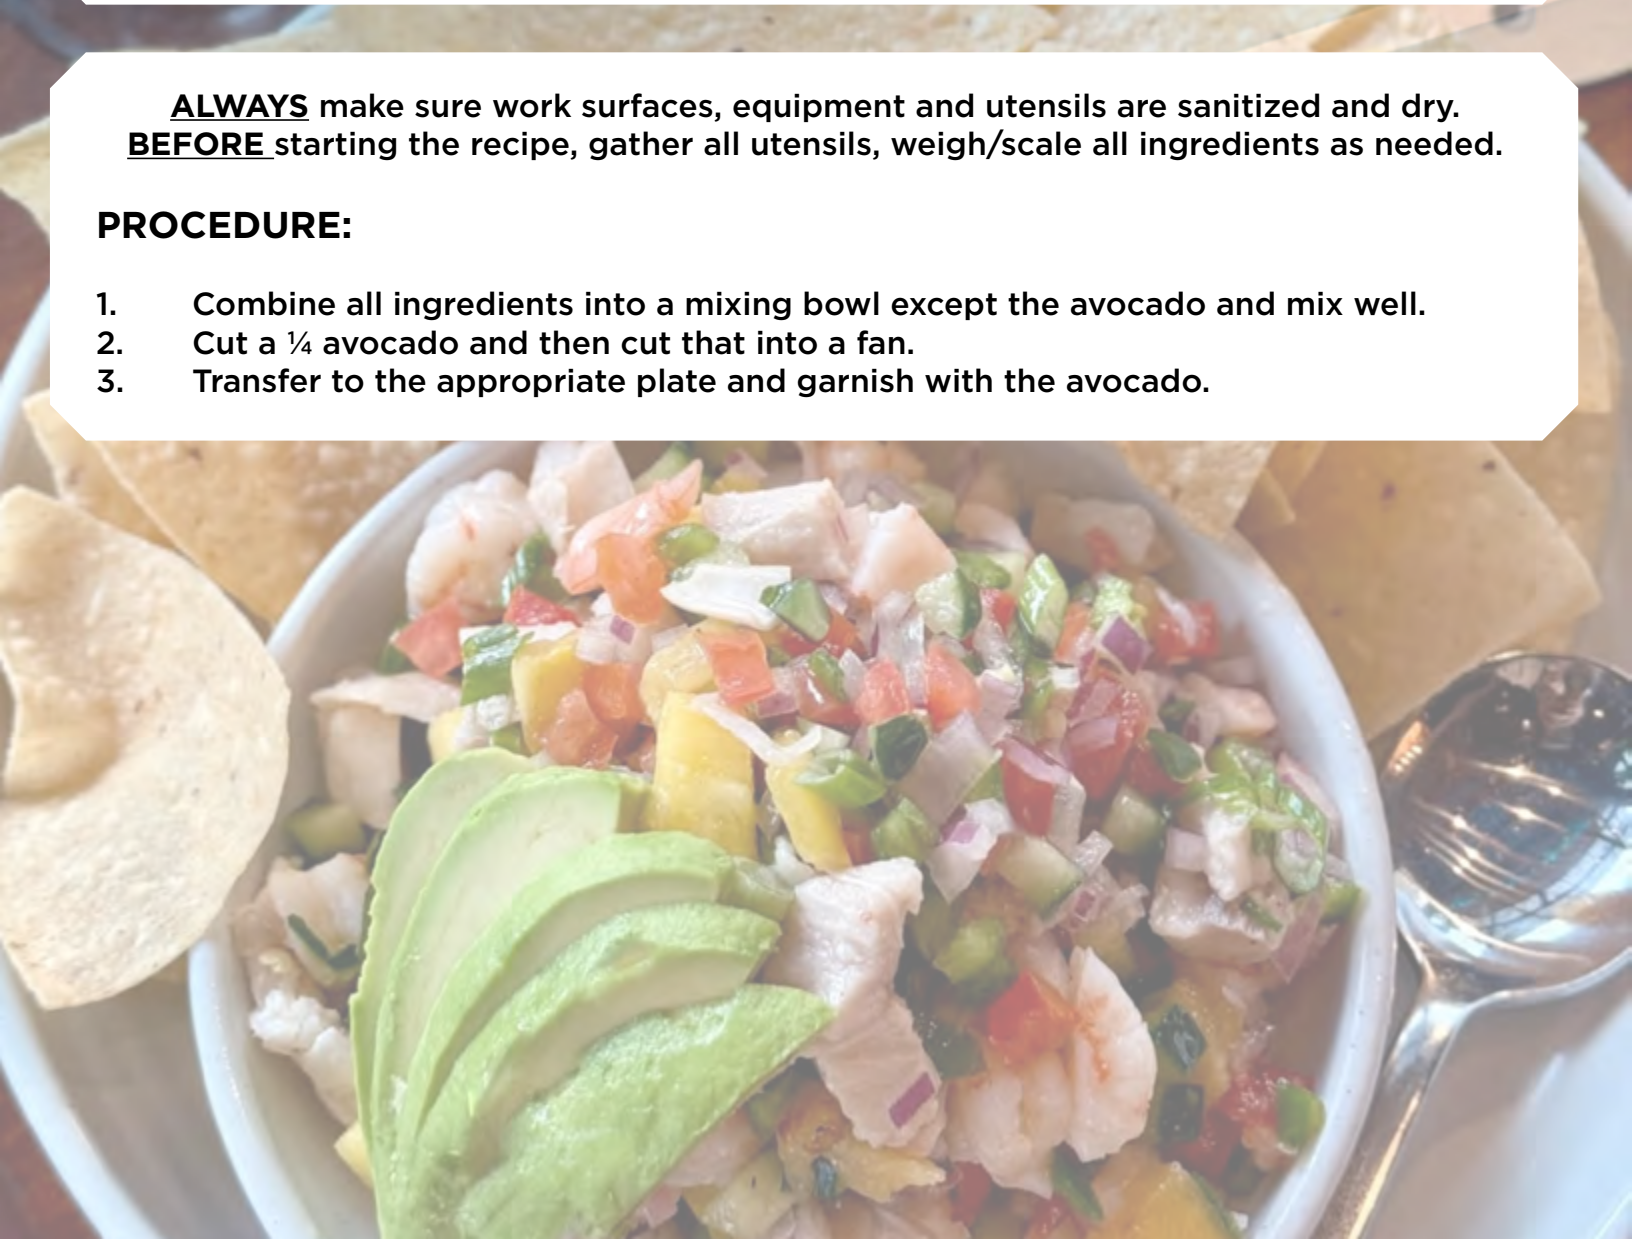 ALWAYS make sure work surfaces, equipment and utensils are sanitized and dry.
BEFORE starting the recipe, gather all utensils, weigh/scale all ingredients as needed.
PROCEDURE:
1. Combine all ingredients into a mixing bowl except the avocado and mix well.
2. Cut a ¼ avocado and then cut that into a fan.
3. Transfer to the appropriate plate and garnish with the avocado.